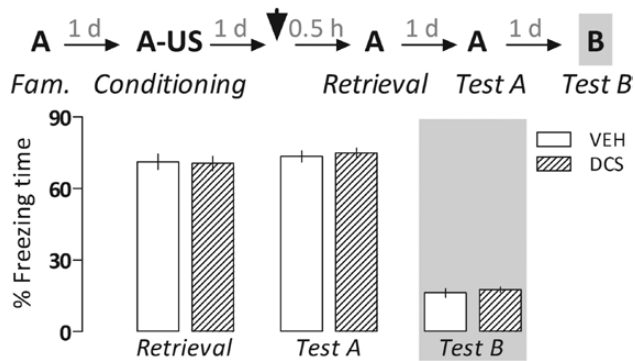 A 1 d A-US 1 d 0.5 h A 1 d A 1 d B
Fam. Conditioning Retrieval Test A Test B
% Freezing time
90
60
30
0
VEH
DCS
Retrieval Test A Test B